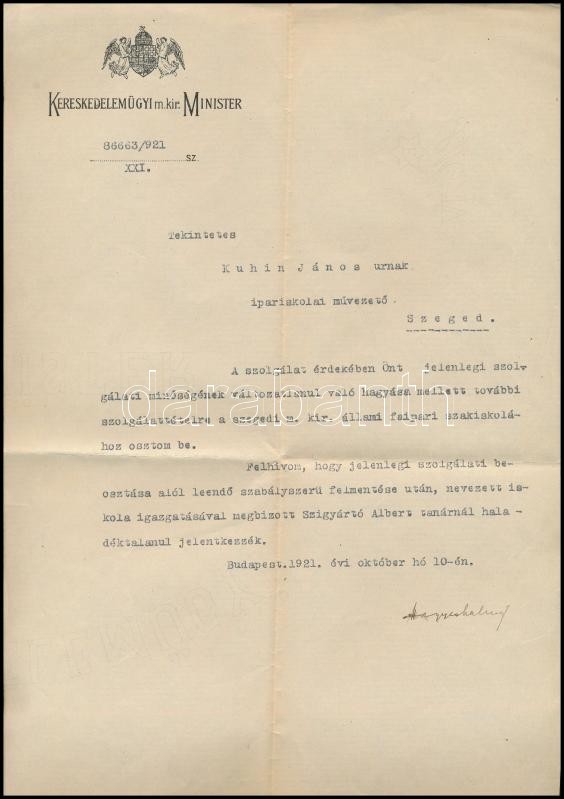 KERESKEDELEMÜGYI m. kir. MINISTER
86663/921
SZ.
XXI.
Tekintetes
Kuhin János urnak
ipariskolai müvezető.
Szeged.
A szolgálat érdekében Önt jelenlegi szol-
gálati minőségének változatlanul való hagyása mellett további
szolgálattételre a szegedi m. kir. állami faipari szakiskolá-
hoz osztom be.
Felhivom, hogy jelenlegi szolgálati be-
osztása alól leendő szabályszerü felmentése után, nevezett is-
kola igazgatásával megbizott Szigyártó Albert tanárnál hala-
déktalanul jelentkezzék.
Budapest.1921. évi október hó 10-én.
darabanth